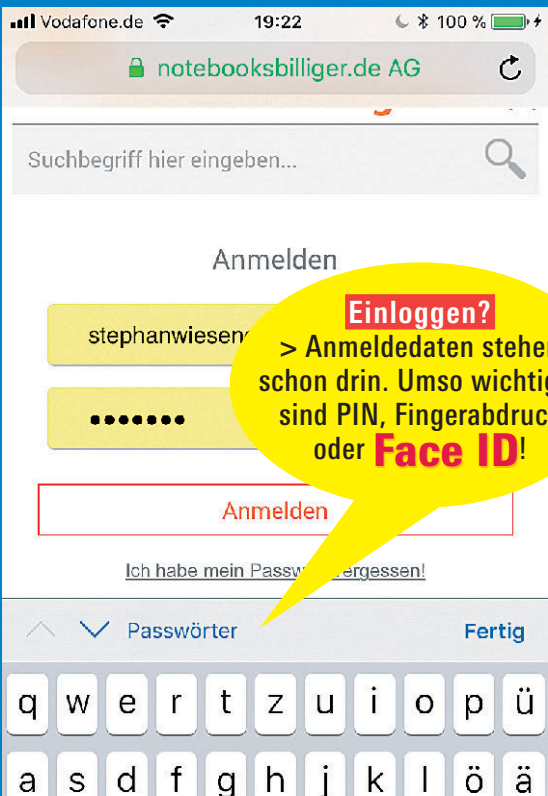 Vodafone.de 19:22 100 %
notebooksbilliger.de AG
Suchbegriff hier eingeben...
Anmelden
stephanwiesen
•••••••
Einloggen?
> Anmeldedaten stehen
schon drin. Umso wichtig
sind PIN, Fingerabdruc
oder Face ID!
Anmelden
Ich habe mein Passw ergessen!
Passwörter Fertig
q w e r t z u i o p ü
a s d f g h j k l ö ä